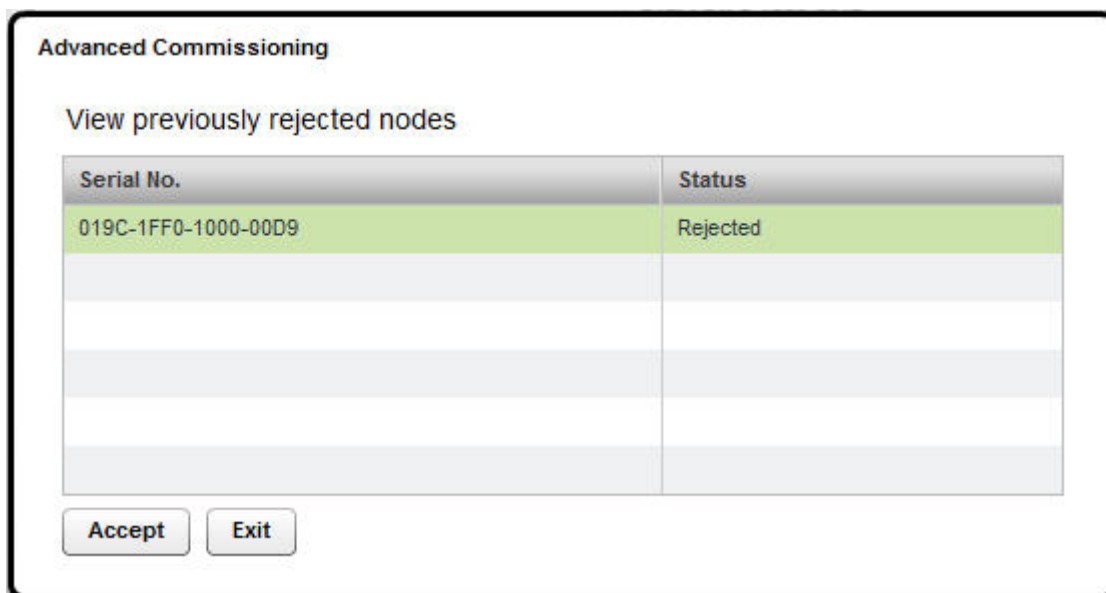 Advanced Commissioning
View previously rejected nodes
Serial No. Status
019C-1FF0-1000-00D9 Rejected
Accept Exit